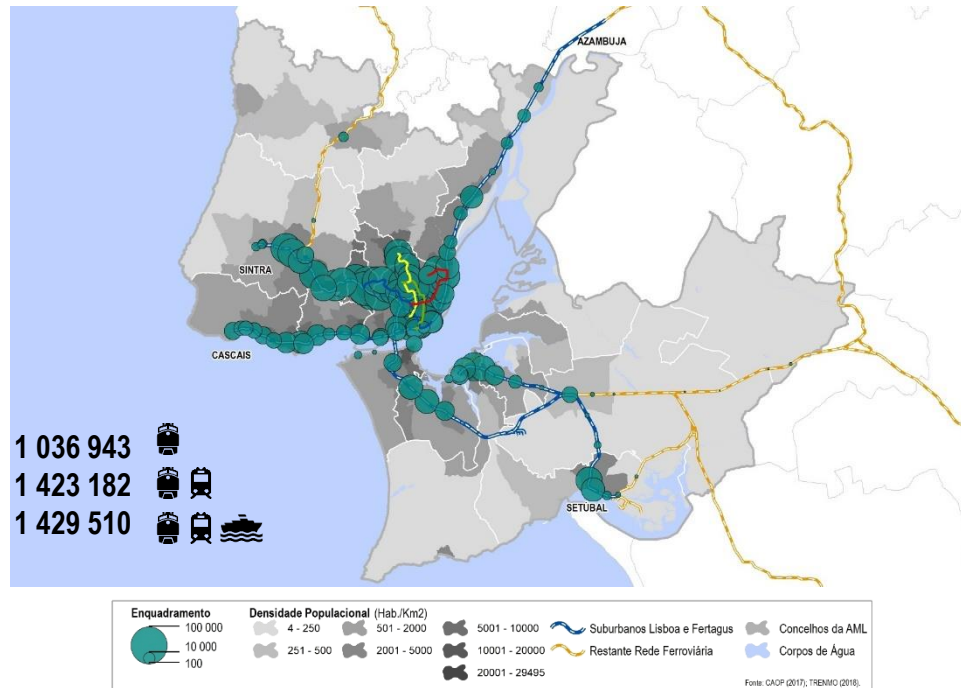 AZAMBUJA
SINTRA
CASCAIS
1 036 943
1 423 182
1 429 510
SETÚBAL
Enquadramento
100 000
10 000
100
Densidade Populacional (Hab./Km2)
4 - 250
251 - 500
501 - 2000
2001 - 5000
5001 - 10000
10001 - 20000
20001 - 29495
Suburbanos Lisboa e Fertagus
Restante Rede Ferroviária
Concelhos da AML
Corpos de Água
Fonte: CAOP (2017); TRENMO (2018).